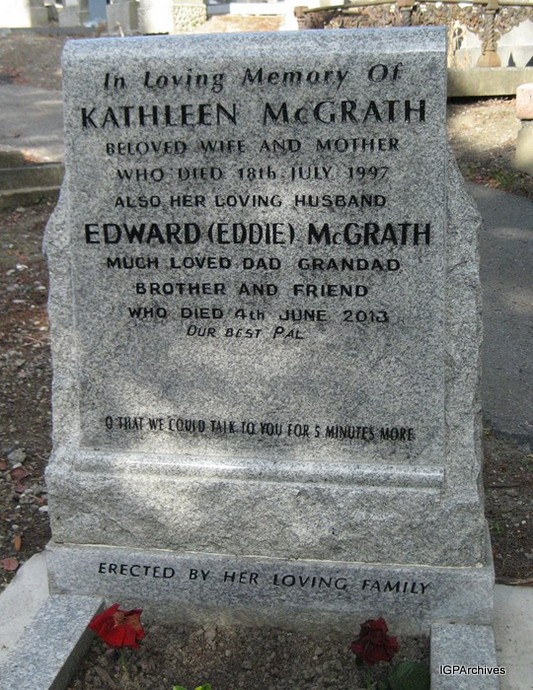 In Loving Memory Of
KATHLEEN McGRATH
BELOVED WIFE AND MOTHER
WHO DIED 18th JULY 1997
ALSO HER LOVING HUSBAND
EDWARD (EDDIE) McGRATH
MUCH LOVED DAD GRANDAD
BROTHER AND FRIEND
WHO DIED 4th JUNE 2013
OUR BEST PAL
O THAT WE COULD TALK TO YOU FOR 5 MINUTES MORE
ERECTED BY HER LOVING FAMILY
IGPArchives